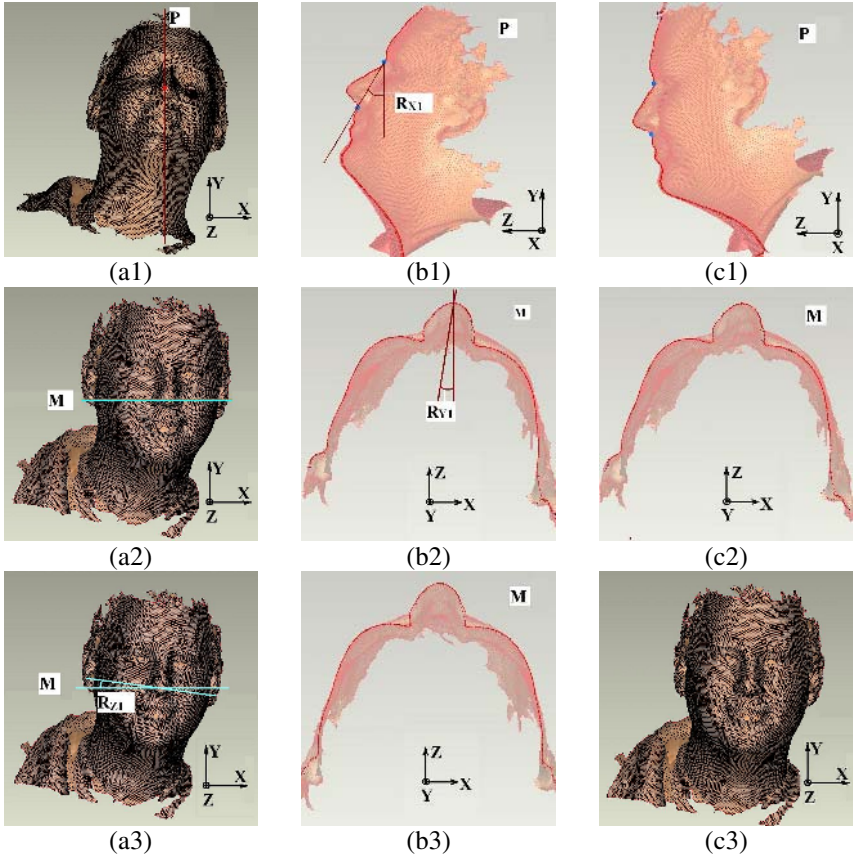 P
Y
X
Z
(a1)
P
R_X1
Y
Z
X
(b1)
P
Y
Z
X
(c1)
M
Y
X
Z
(a2)
M
R_Y1
Z
X
Y
(b2)
M
Z
X
Y
(c2)
M
R_Z1
Y
X
Z
(a3)
M
Z
X
Y
(b3)
Y
X
Z
(c3)